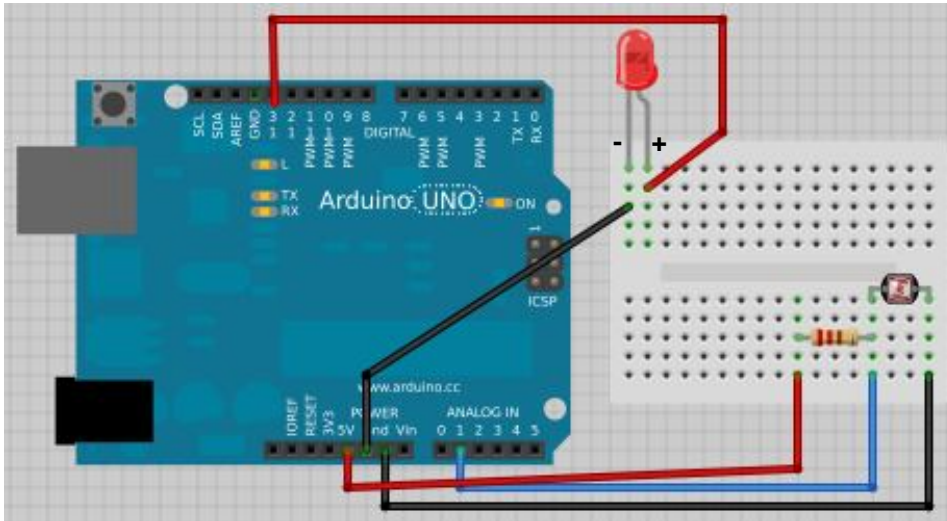 - +
SCL SDA AREF GND 13 12 11 10 9 8 7 6 5 4 3 2 1 0
PWM PWM PWM PWM PWM PWM TX RX
DIGITAL
L
TX
RX
Arduino UNO
ON
1
ICSP
www.arduino.cc
POWER ANALOG IN
IOREF RESET 3V3 5V Gnd Vin 0 1 2 3 4 5